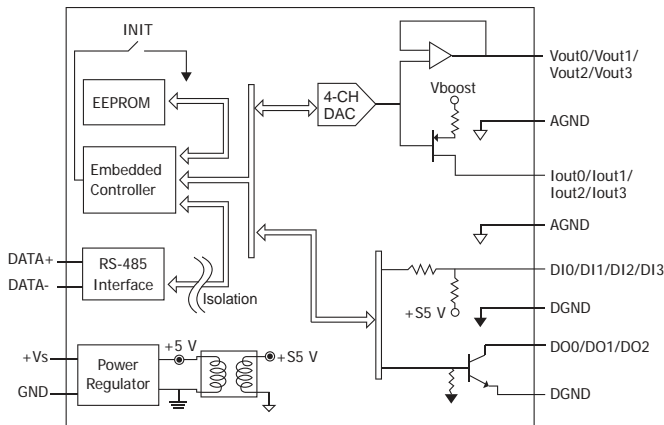 INIT
EEPROM
Embedded
Controller
DATA+
DATA-
RS-485
Interface
Isolation
+Vs
GND
Power
Regulator
+5 V
+S5 V
4-CH
DAC
Vboost
Vout0/Vout1/
Vout2/Vout3
AGND
Iout0/Iout1/
Iout2/Iout3
AGND
DI0/DI1/DI2/DI3
+S5 V
DGND
DO0/DO1/DO2
DGND